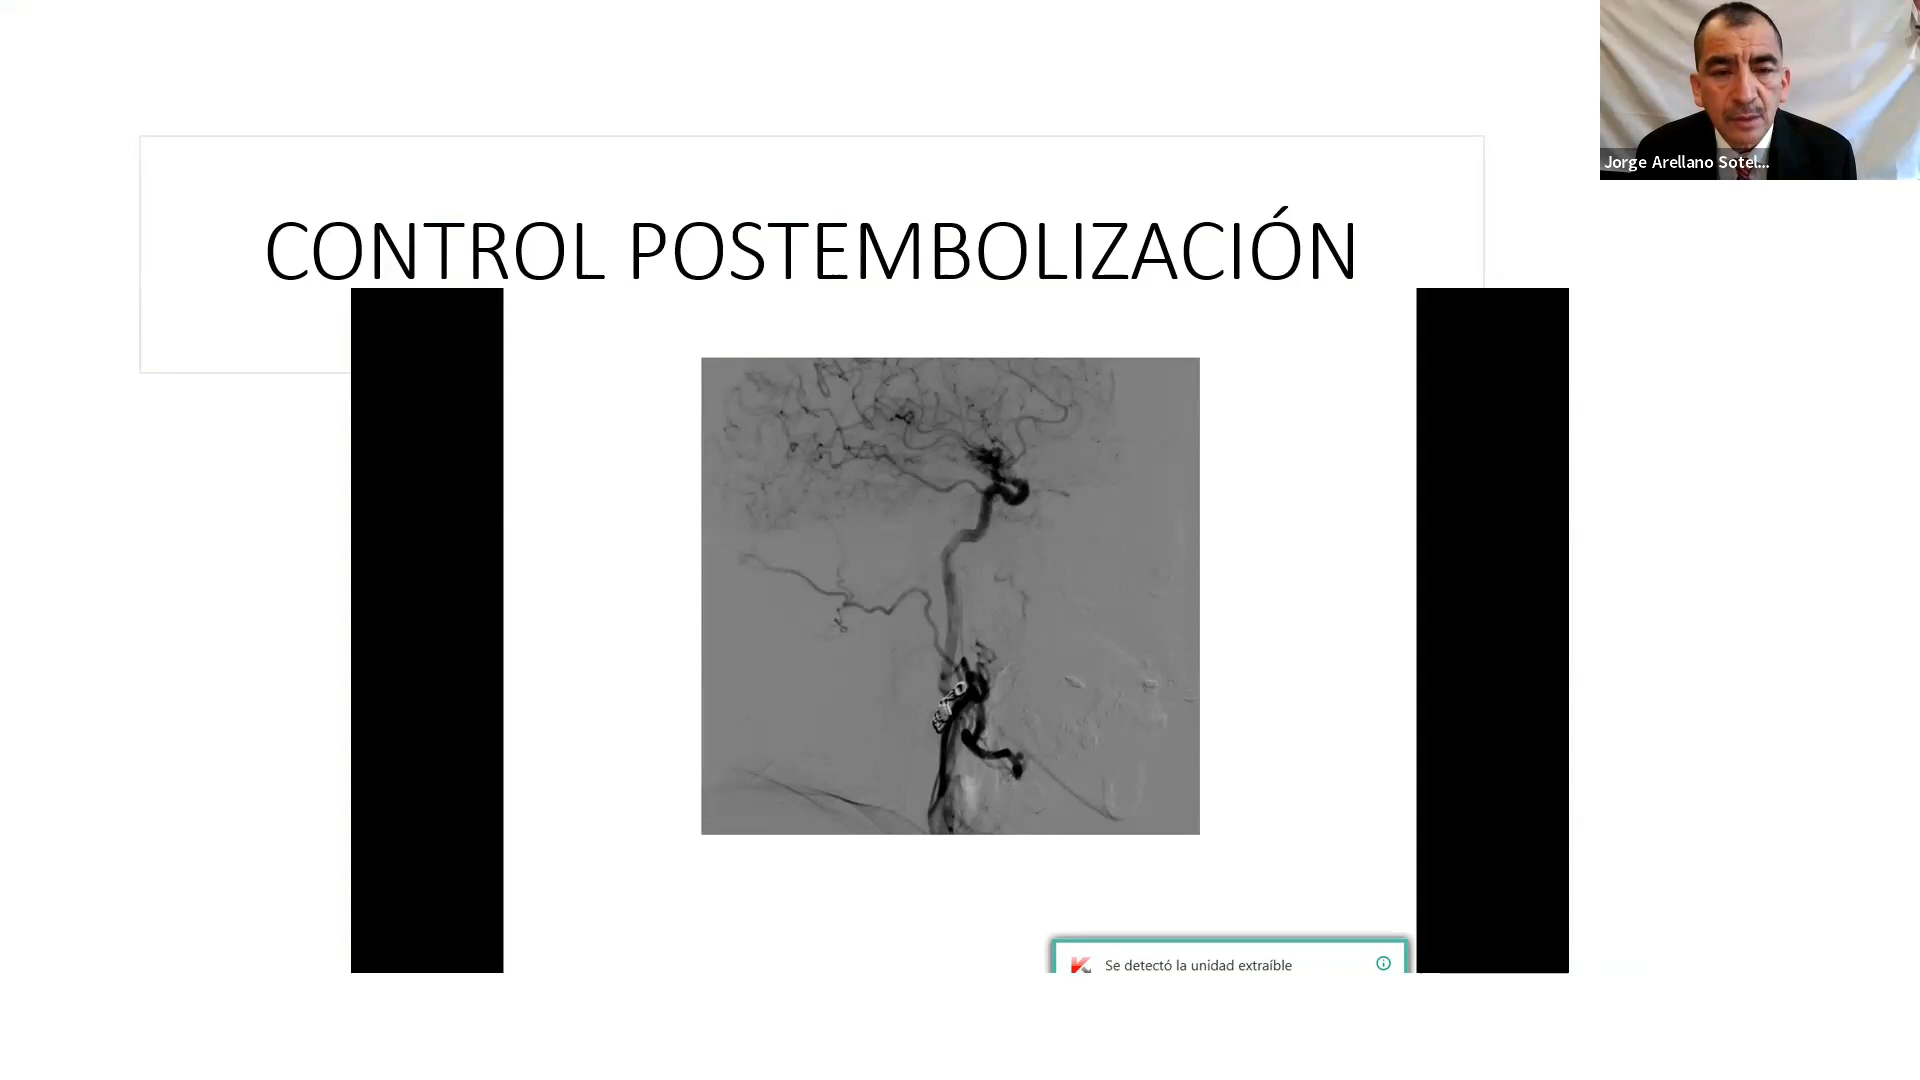 Jorge Arellano Sotel...
CONTROL POSTEMBOLIZACIÓN
Se detectó la unidad extraíble